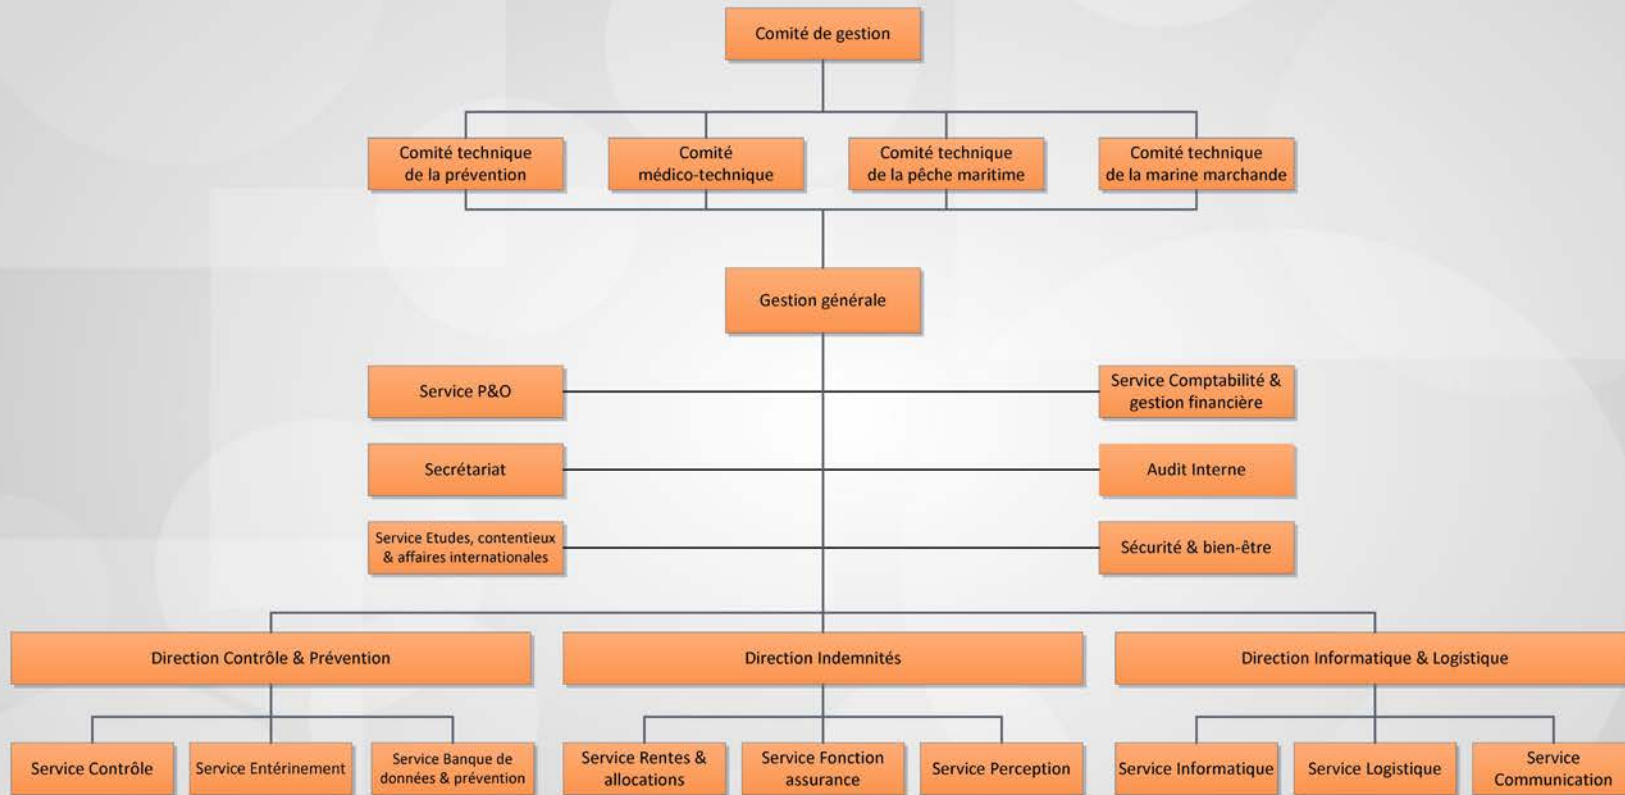 Comité de gestion
Comité technique
de la prévention
Comité
médico-technique
Comité technique
de la pêche maritime
Comité technique
de la marine marchande
Gestion générale
Service P&O
Service Comptabilité &
gestion financière
Secrétariat
Audit Interne
Service Etudes, contentieux
& affaires internationales
Sécurité & bien-être
Direction Contrôle & Prévention
Direction Indemnités
Direction Informatique & Logistique
Service Contrôle
Service Entérinement
Service Banque de
données & prévention
Service Rentes &
allocations
Service Fonction
assurance
Service Perception
Service Informatique
Service Logistique
Service
Communication